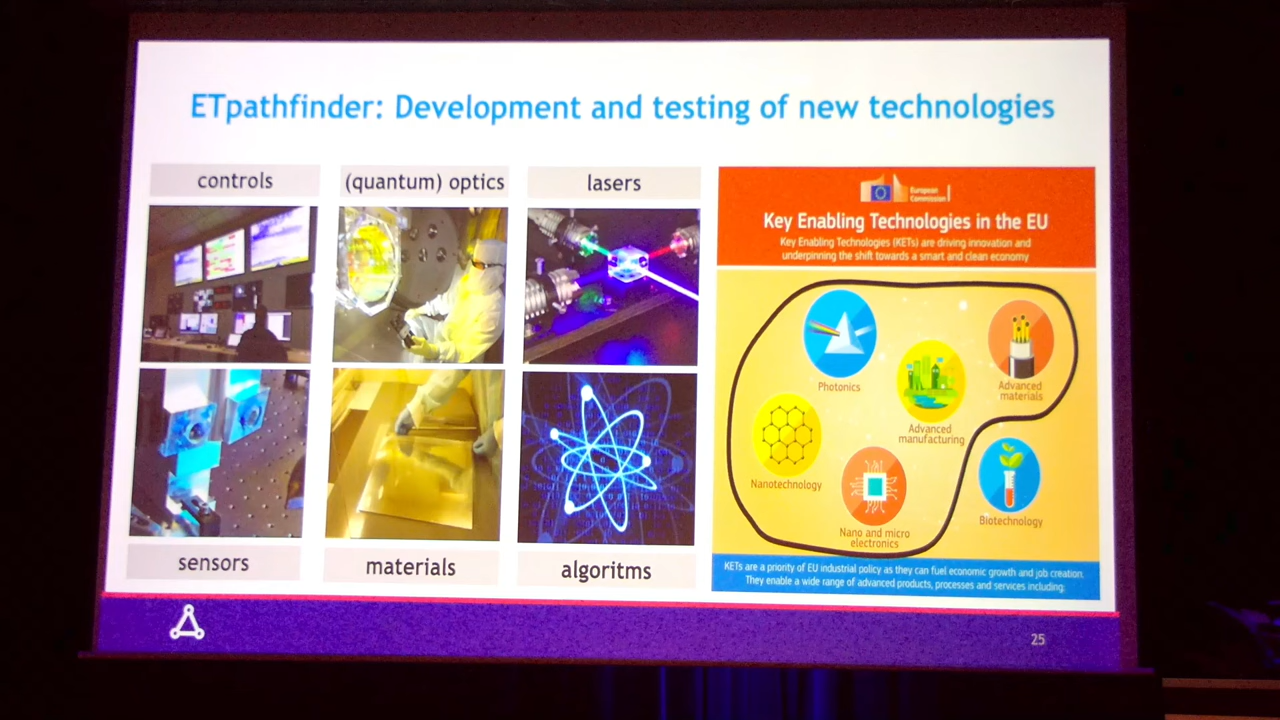 ETpathfinder: Development and testing of new technologies
controls
(quantum) optics
lasers
sensors
materials
algoritms
European
Commission
Key Enabling Technologies in the EU
Key Enabling Technologies (KETs) are driving innovation and
underpinning the shift towards a smart and clean economy
Photonics
Advanced
materials
Advanced
manufacturing
Nanotechnology
Nano and micro
electronics
Biotechnology
KETs are a priority of EU industrial policy as they can fuel economic growth and job creation.
They enable a wide range of advanced products, processes and services including:
25